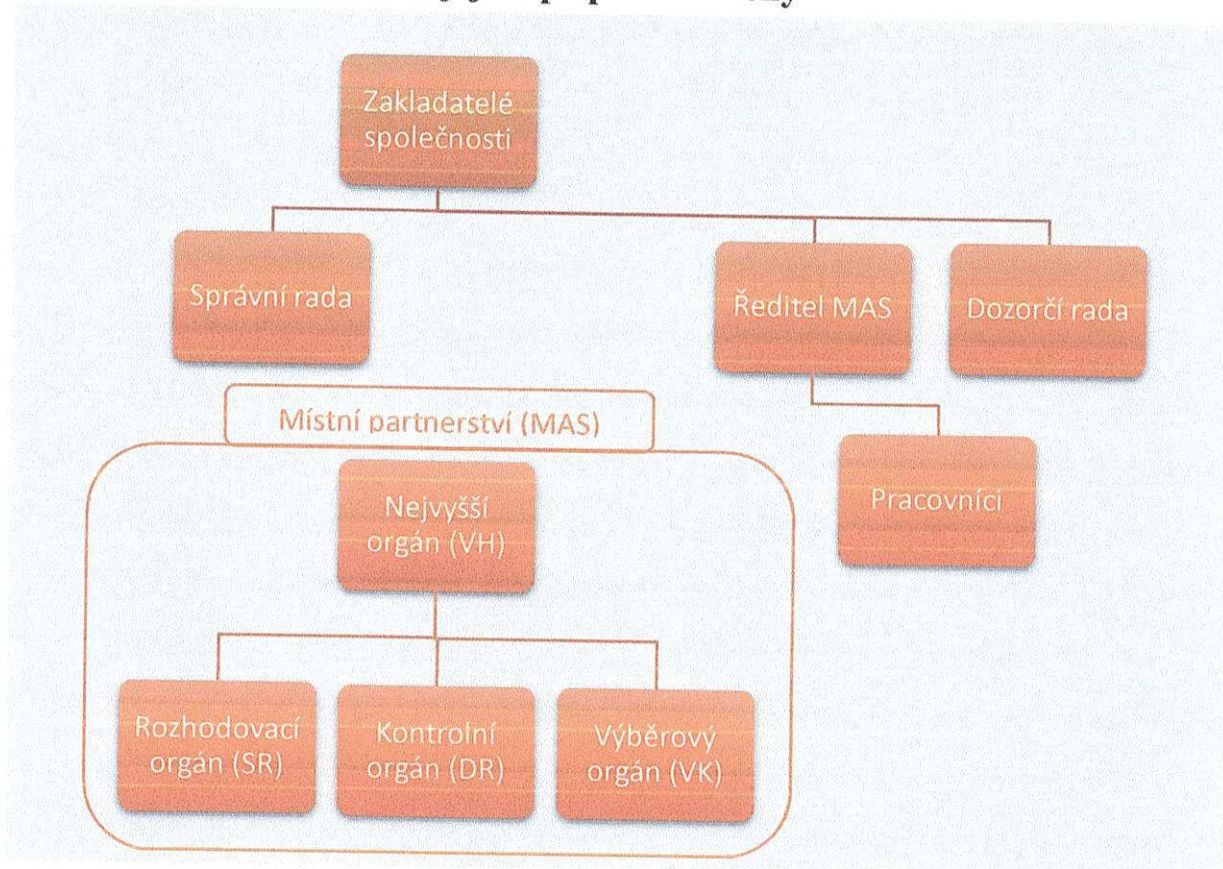 Zakladatelé
společnosti
Správní rada
Ředitel MAS
Dozorčí rada
Místní partnerství (MAS)
Pracovníci
Nejvyšší
orgán (VH)
Rozhodovací
orgán (SR)
Kontrolní
orgán (DR)
Výběrový
orgán (VK)